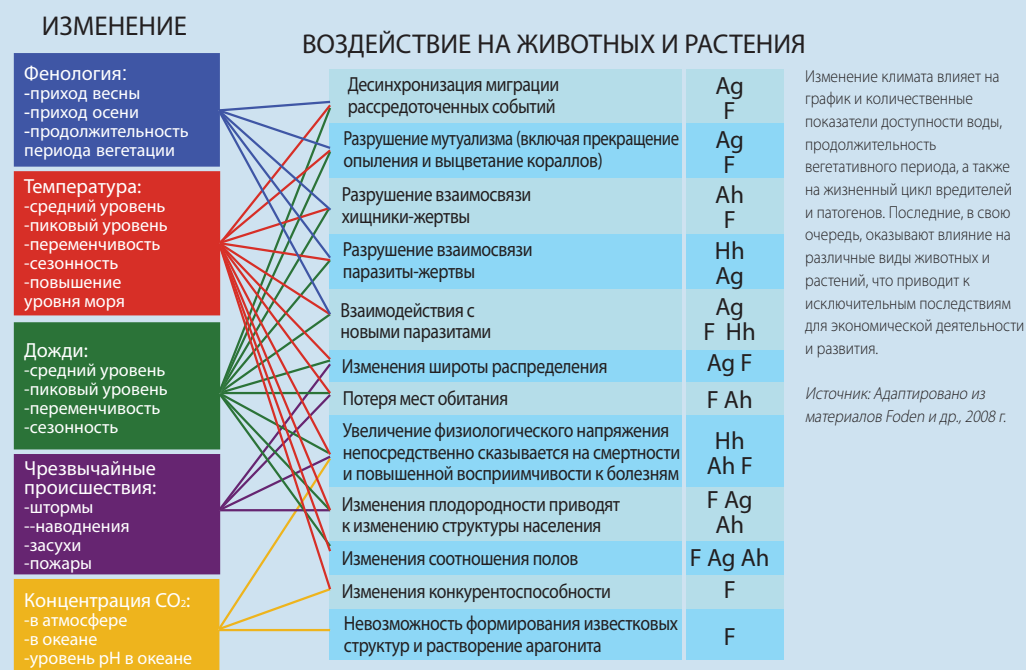 ИЗМЕНЕНИЕ
Фенология:
-приход весны
-приход осени
-продолжительность
периода вегетации
Температура:
-средний уровень
-пиковый уровень
-переменчивость
-сезонность
-повышение
уровня моря
Дожди:
-средний уровень
-пиковый уровень
-переменчивость
-сезонность
Чрезвычайные
происшествия:
-штормы
--наводнения
-засухи
-пожары
Концентрация CO₂:
-в атмосфере
-в океане
-уровень pH в океане
ВОЗДЕЙСТВИЕ НА ЖИВОТНЫХ И РАСТЕНИЯ
Десинхронизация миграции
рассредоточенных событий
Ag
F
Разрушение мутуализма (включая прекращение
опыления и выцветание кораллов)
Ag
F
Разрушение взаимосвязи
хищники-жертвы
Ah
F
Разрушение взаимосвязи
паразиты-жертвы
Hh
Ag
Взаимодействия с
новыми паразитами
Ag
F Hh
Изменения широты распределения
Ag F
Потеря мест обитания
F Ah
Увеличение физиологического напряжения
непосредственно сказывается на смертности
и повышенной восприимчивости к болезням
Hh
Ah F
Изменения плодородности приводят
к изменению структуры населения
F Ag
Ah
Изменения соотношения полов
F Ag Ah
Изменения конкурентоспособности
F
Невозможность формирования известковых
структур и растворение арагонита
F
Изменение климата влияет на
график и количественные
показатели доступности воды,
продолжительность
вегетативного периода, а также
на жизненный цикл вредителей
и патогенов. Последние, в свою
очередь, оказывают влияние на
различные виды животных и
растений, что приводит к
исключительным последствиям
для экономической деятельности
и развития.
Источник: Адаптировано из
материалов Foden и др., 2008 г.